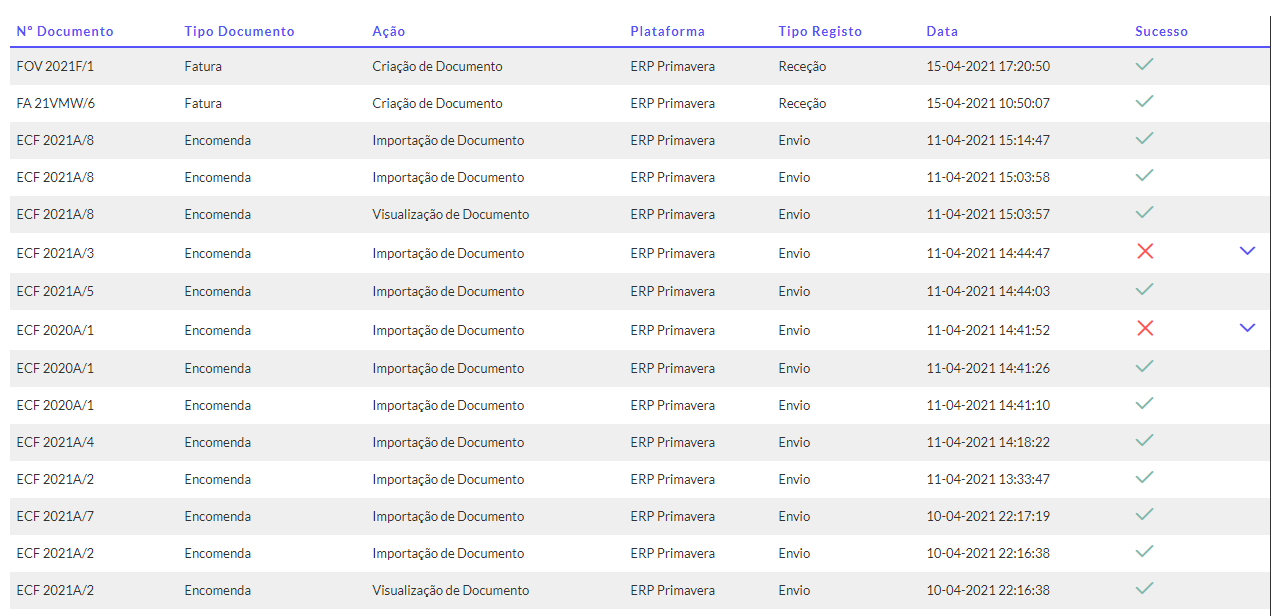 Nº Documento Tipo Documento Ação Plataforma Tipo Registo Data Sucesso
FOV 2021F/1 Fatura Criação de Documento ERP Primavera Receção 15-04-2021 17:20:50
FA 21VMW/6 Fatura Criação de Documento ERP Primavera Receção 15-04-2021 10:50:07
ECF 2021A/8 Encomenda Importação de Documento ERP Primavera Envio 11-04-2021 15:14:47
ECF 2021A/8 Encomenda Importação de Documento ERP Primavera Envio 11-04-2021 15:03:58
ECF 2021A/8 Encomenda Visualização de Documento ERP Primavera Envio 11-04-2021 15:03:57
ECF 2021A/3 Encomenda Importação de Documento ERP Primavera Envio 11-04-2021 14:44:47
ECF 2021A/5 Encomenda Importação de Documento ERP Primavera Envio 11-04-2021 14:44:03
ECF 2020A/1 Encomenda Importação de Documento ERP Primavera Envio 11-04-2021 14:41:52
ECF 2020A/1 Encomenda Importação de Documento ERP Primavera Envio 11-04-2021 14:41:26
ECF 2020A/1 Encomenda Importação de Documento ERP Primavera Envio 11-04-2021 14:41:10
ECF 2021A/4 Encomenda Importação de Documento ERP Primavera Envio 11-04-2021 14:18:22
ECF 2021A/2 Encomenda Importação de Documento ERP Primavera Envio 11-04-2021 13:33:47
ECF 2021A/7 Encomenda Importação de Documento ERP Primavera Envio 10-04-2021 22:17:19
ECF 2021A/2 Encomenda Importação de Documento ERP Primavera Envio 10-04-2021 22:16:38
ECF 2021A/2 Encomenda Visualização de Documento ERP Primavera Envio 10-04-2021 22:16:38